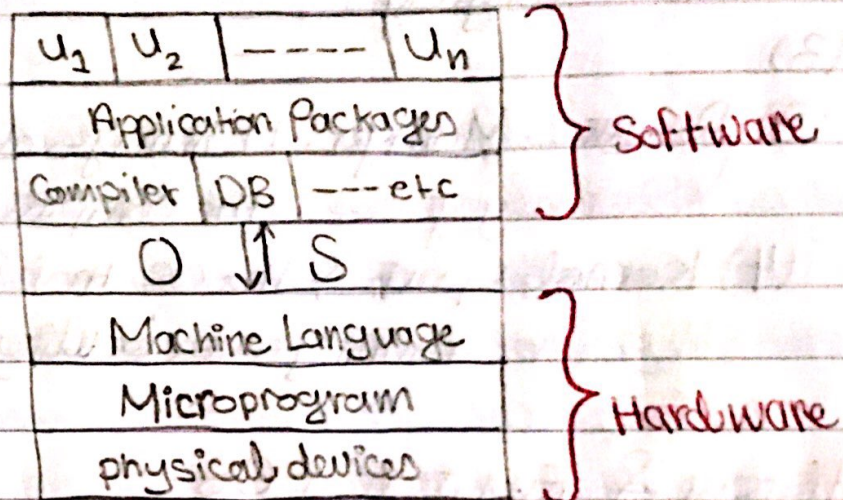 U1 U2 ---- Un
Application Packages
Software
Compiler DB ---etc
O S
Machine Language
Microprogram
Hardware
physical devices